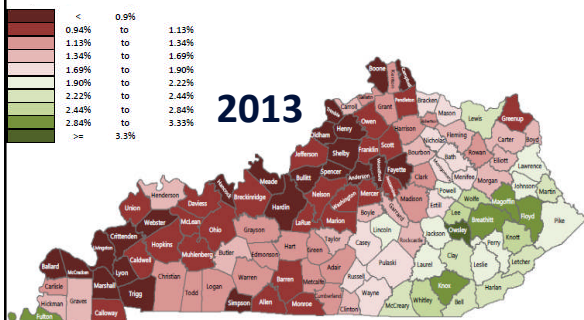 < 0.9%
0.94% to 1.13%
1.13% to 1.34%
1.34% to 1.69%
1.69% to 1.90%
1.90% to 2.22%
2.22% to 2.44%
2.44% to 2.84%
2.84% to 3.33%
>= 3.3%
2013
Boone
Carroll Grant Pendleton Bracken
Mason
Owen
Lewis
Greenup
Oldham Henry
Harrison
Fleming
Carter Boyd
Nicholas
Jefferson Shelby Franklin Scott
Bourbon
Rowan
Elliott
Bath
Lawrence
Spencer
Fayette
Bullitt
Anderson
Woodford
Clark
Menifee Morgan
Johnson
Martin
Meade
Nelson
Washington
Mercer
Madison
Powell
Wolfe
Magoffin
Henderson
Hancock
Breckinridge
Hardin
Estill
Lee
Breathitt
Floyd
Pike
Union
Daviess
LaRue
Marion
Boyle
Garrard
Lincoln
Owsley
Knott
Webster McLean Ohio
Grayson
Taylor
Casey
Rockcastle
Jackson
Perry
Letcher
Crittenden
Hopkins
Muhlenberg
Butler
Edmonson
Hart
Green
Clay
Leslie
Livingston
Caldwell
Adair
Russell
Pulaski
Laurel
Harlan
Ballard
McCracken
Lyon
Warren
Barren
Metcalfe
Knox
Carlisle
Marshall
Trigg
Christian
Todd
Logan
Cumberland
Wayne
Whitley
Bell
Hickman Graves
Calloway
Simpson Allen Monroe
Clinton
McCreary
Fulton